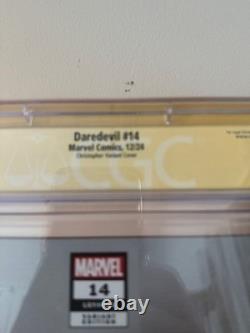 Daredevil #14
Marvel Comics, 12/24
Christopher Variant Cover
CGC
MARVEL
14
VARIANT
EDITION